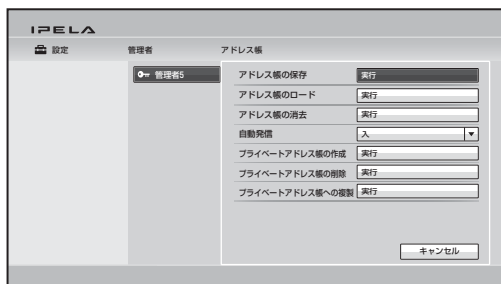 IPELA
設定 管理者 アドレス帳
管理者5
アドレス帳の保存 実行
アドレス帳のロード 実行
アドレス帳の消去 実行
自動発信 入
プライベートアドレス帳の作成 実行
プライベートアドレス帳の削除 実行
プライベートアドレス帳への複製 実行
キャンセル